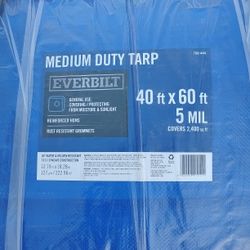 MEDIUM DUTY TARP
EVERBILT
GENERAL USE
COVERING / PROTECTING
FROM MOISTURE & SUNLIGHT
REINFORCED HEMS
RUST RESISTANT GROMMETS
40 ft x 60 ft
5 MIL
COVERS 2,400 sq ft